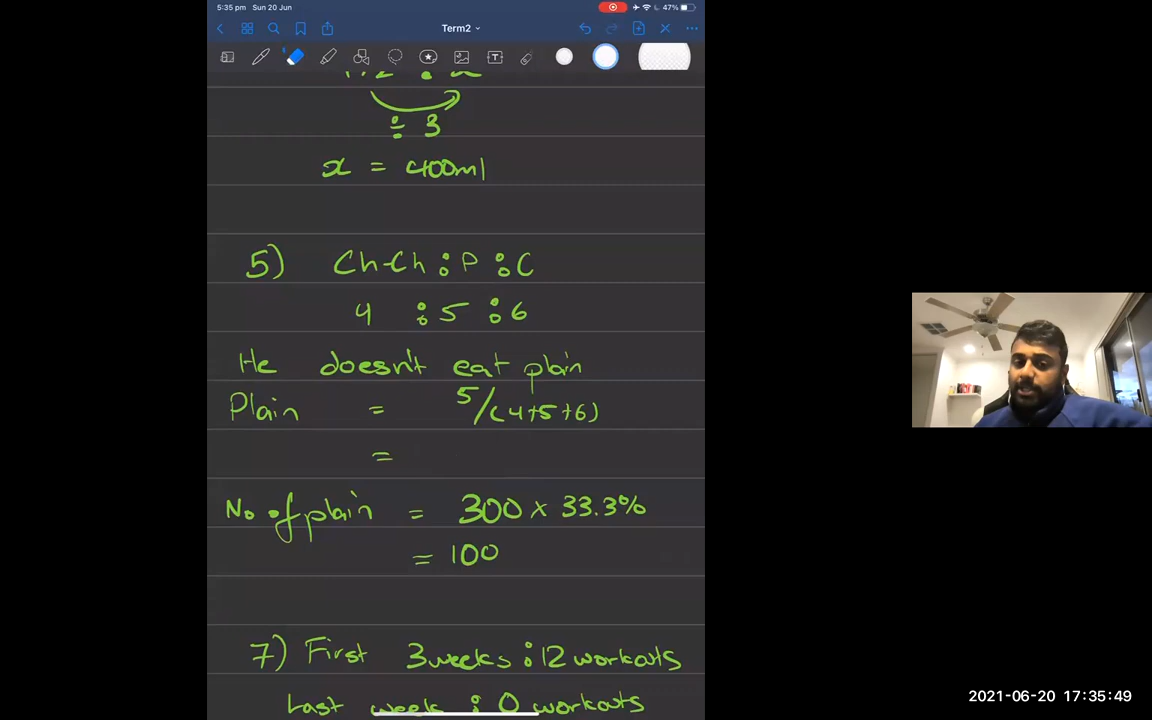 5:35 pm Sun 20 Jun
47%
Term2
÷ 3
x = 400ml
5) Ch-Ch : P : C
4 : 5 : 6
He doesn't eat plain
Plain = 5/(4+5+6)
=
No of plain = 300 × 33.3%
= 100
7) First 3 weeks : 12 workouts
Last week : 0 workouts
2021-06-20 17:35:49